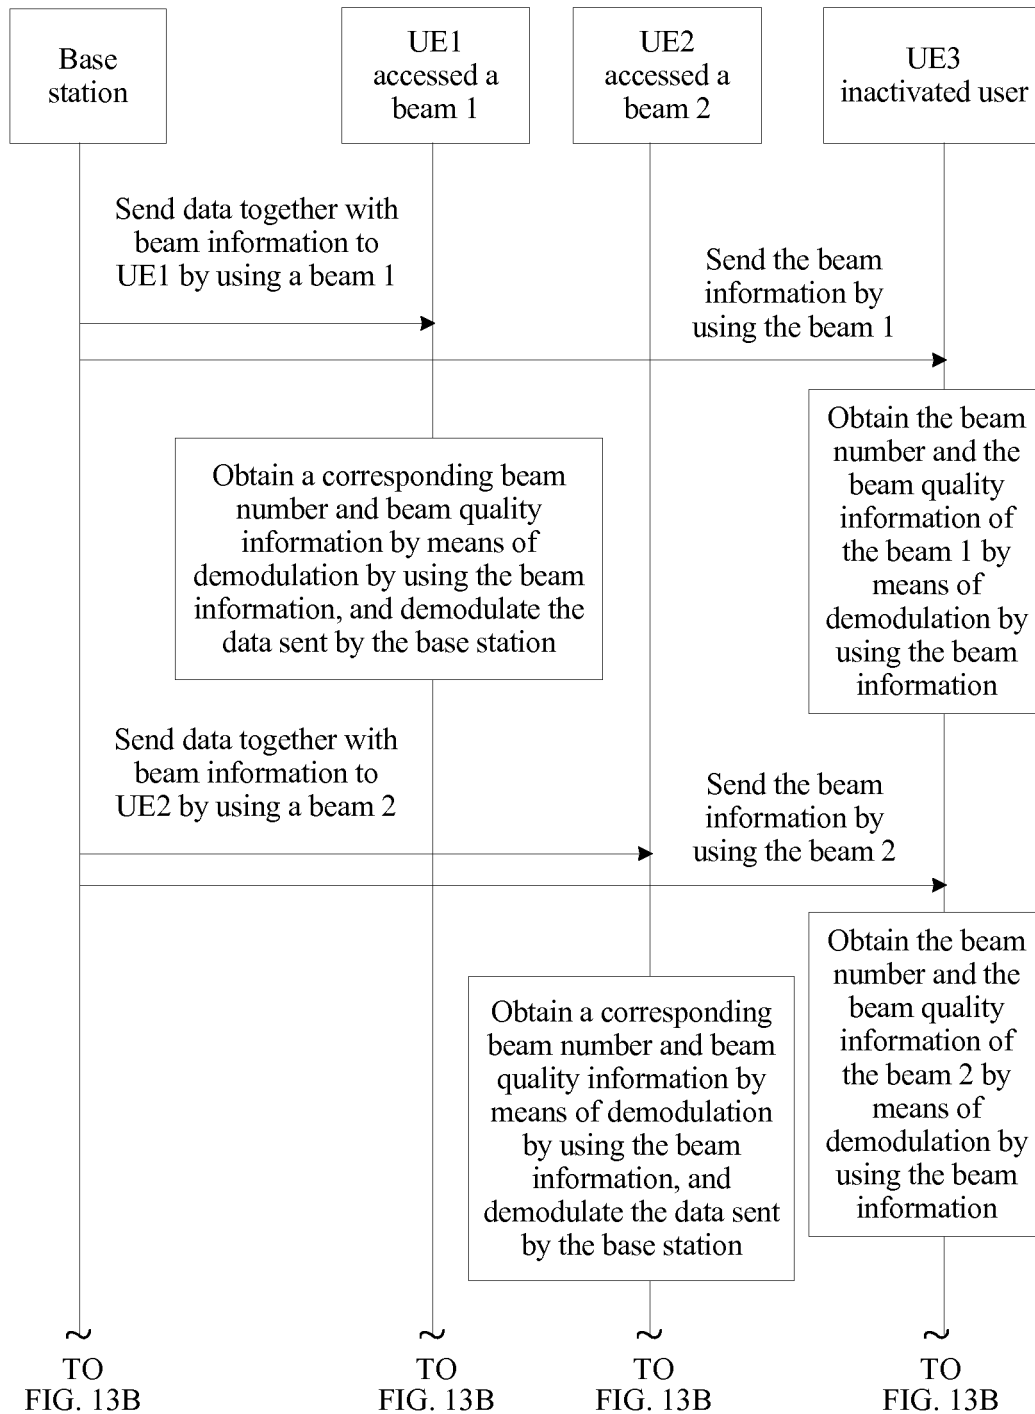 Base
station
UE1
accessed a
beam 1
UE2
accessed a
beam 2
UE3
inactivated user
Send data together with
beam information to
UE1 by using a beam 1
Send the beam
information by
using the beam 1
Obtain a corresponding beam
number and beam quality
information by means of
demodulation by using the beam
information, and demodulate the
data sent by the base station
Obtain the beam
number and the
beam quality
information of
the beam 1 by
means of
demodulation by
using the beam
information
Send data together with
beam information to
UE2 by using a beam 2
Send the beam
information by
using the beam 2
Obtain a corresponding
beam number and beam
quality information by
means of demodulation
by using the beam
information, and
demodulate the data sent
by the base station
Obtain the beam
number and the
beam quality
information of
the beam 2 by
means of
demodulation by
using the beam
information
TO
FIG. 13B
TO
FIG. 13B
TO
FIG. 13B
TO
FIG. 13B